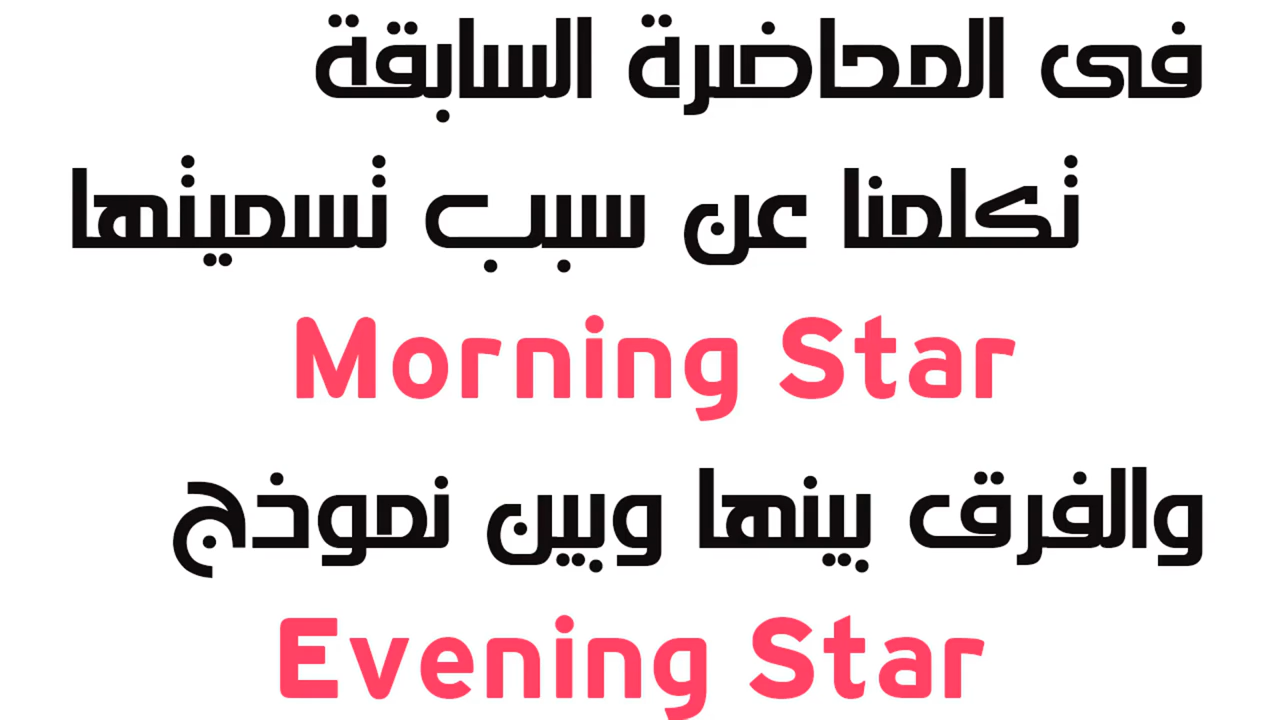 فى المحاضرة السابقة
تكلمنا عن سبب تسميتها
Morning Star
والفرق بينها وبين نموذج
Evening Star